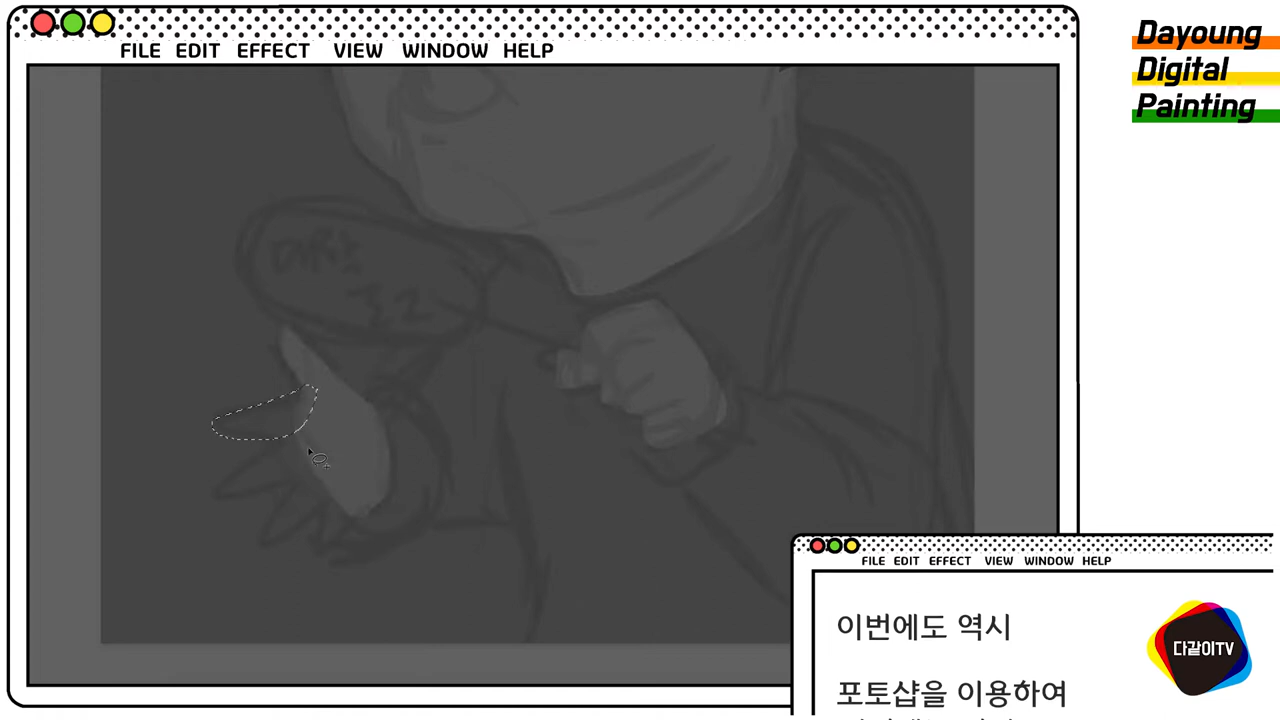 FILE EDIT EFFECT VIEW WINDOW HELP
Dayoung
Digital
Painting
FILE EDIT EFFECT VIEW WINDOW HELP
이번에도 역시
다같이TV
포토샵을 이용하여